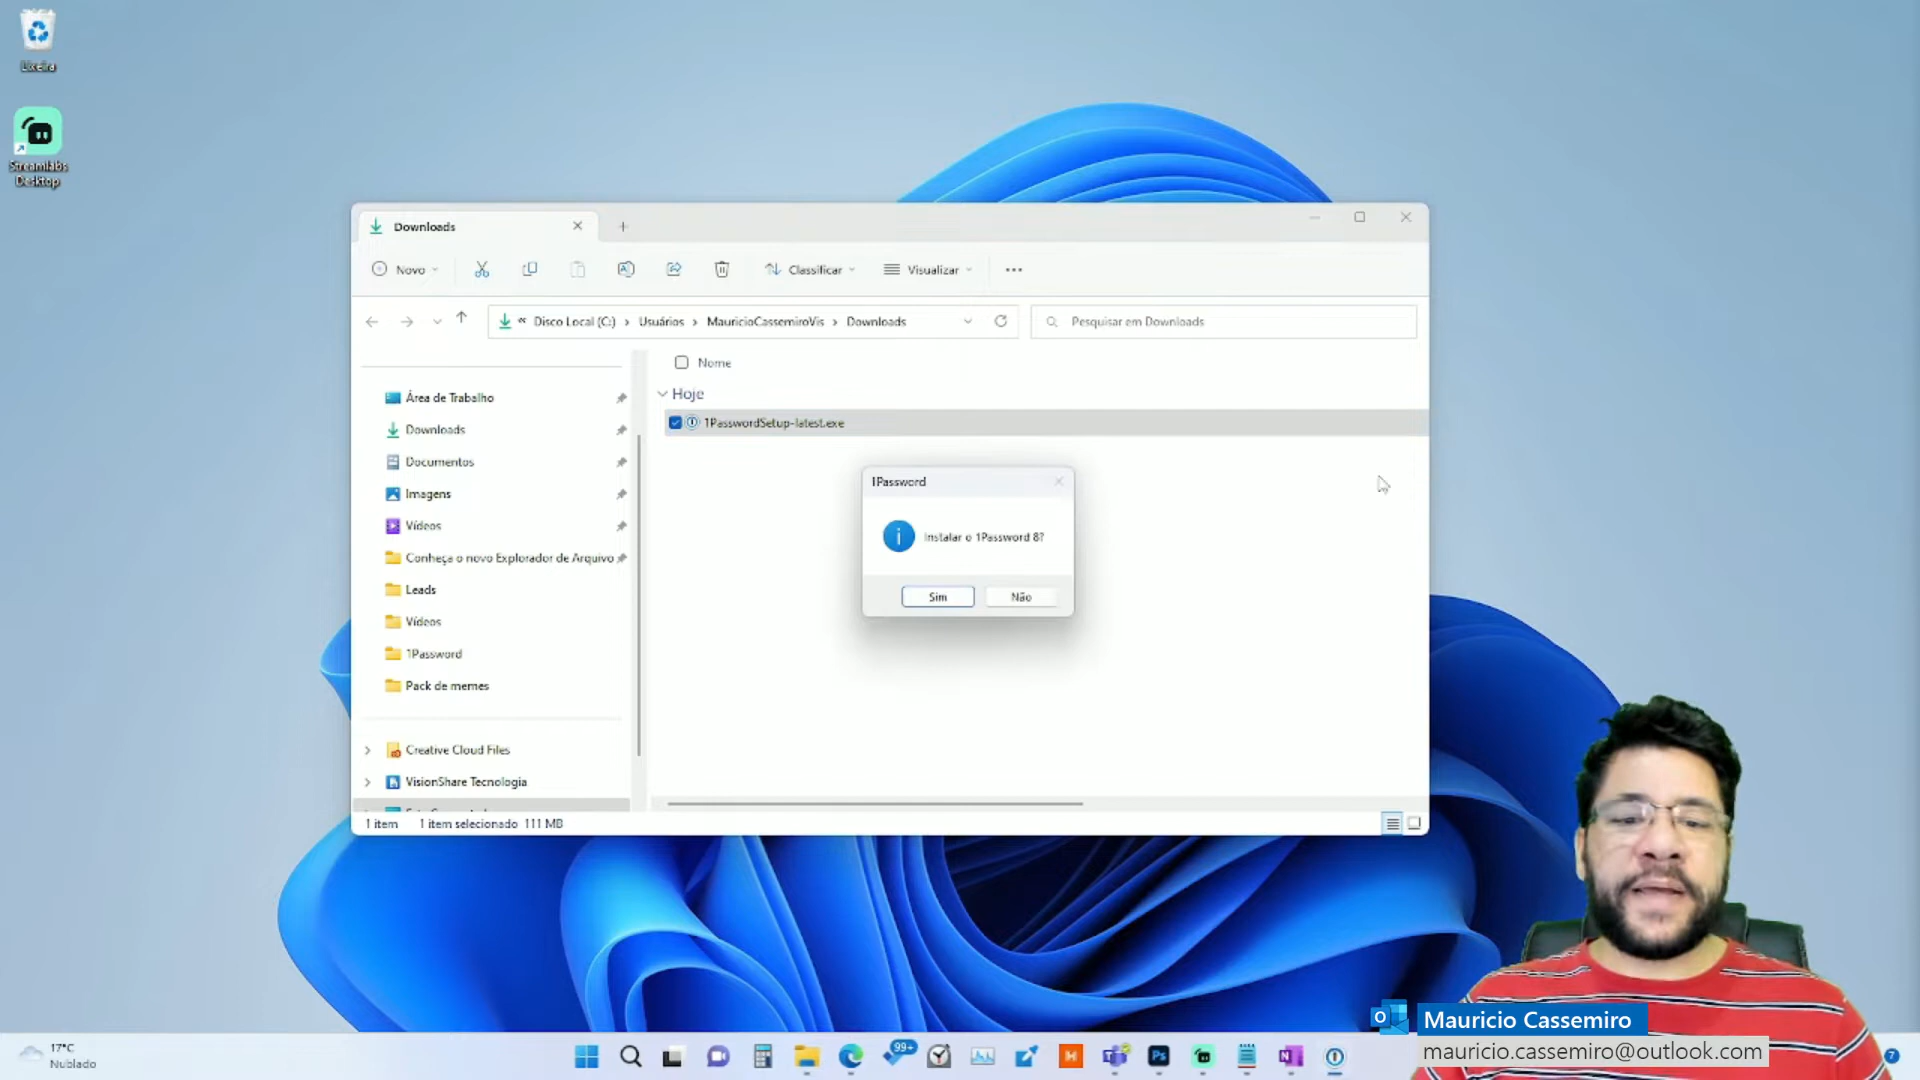 Lixeira
Streamlabs
Desktop
Downloads
Novo
Classificar
Visualizar
« Disco Local (C:) > Usuários > MauricioCassemiroVis > Downloads
Pesquisar em Downloads
Nome
Hoje
1PasswordSetup-latest.exe
Área de Trabalho
Downloads
Documentos
Imagens
Vídeos
Conheça o novo Explorador de Arquivo
Leads
Vídeos
1Password
Pack de memes
Creative Cloud Files
VisionShare Tecnologia
1 item 1 item selecionado 111 MB
1Password
Instalar o 1Password 8?
Sim
Não
17°C
Nublado
99+
Ps
Mauricio Cassemiro
mauricio.cassemiro@outlook.com
7